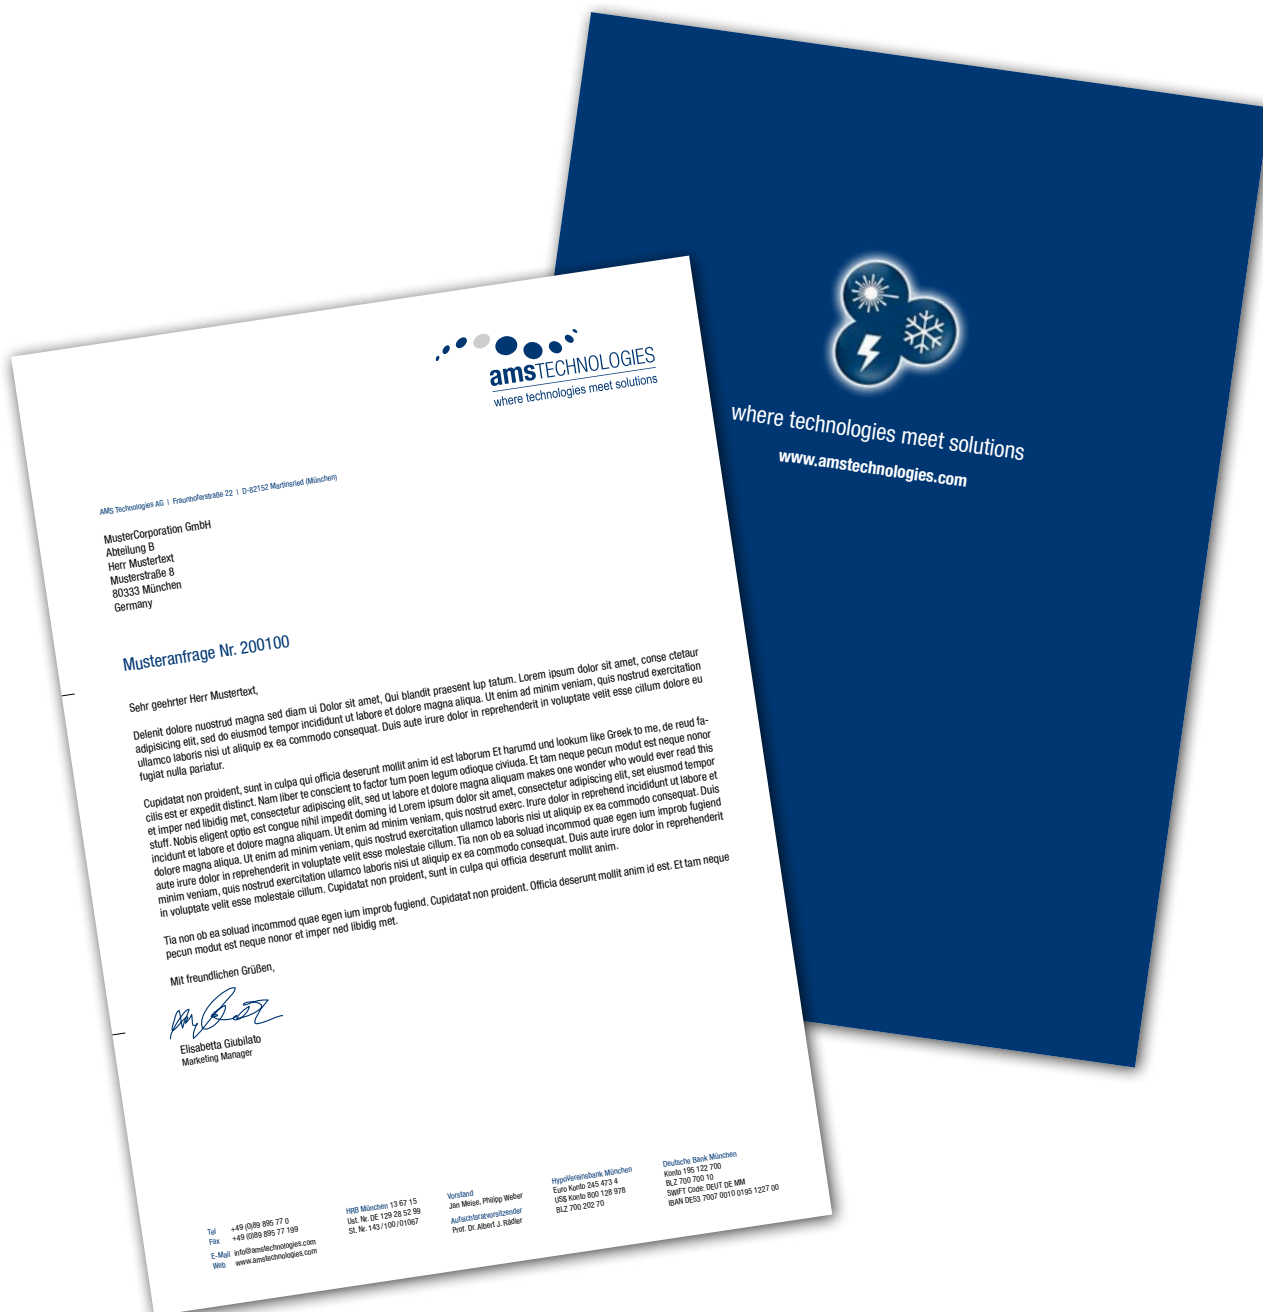 amsTECHNOLOGIES
where technologies meet solutions
AMS Technologies AG | Fraunhoferstraße 22 | D-82152 Martinsried (München)
MusterCorporation GmbH
Abteilung B
Herr Mustertext
Musterstraße 8
80333 München
Germany
Musteranfrage Nr. 200100
Sehr geehrter Herr Mustertext,
Delenit dolore nuostrud magna sed diam ui Dolor sit amet, Qui blandit praesent lup tatum. Lorem ipsum dolor sit amet, conse ctetaur
adipisicing elit, sed do eiusmod tempor incididunt ut labore et dolore magna aliqua. Ut enim ad minim veniam, quis nostrud exercitation
ullamco laboris nisi ut aliquip ex ea commodo consequat. Duis aute irure dolor in reprehenderit in voluptate velit esse cillum dolore eu
fugiat nulla pariatur.
Cupidatat non proident, sunt in culpa qui officia deserunt mollit anim id est laborum Et harumd und lookum like Greek to me, de reud fa-
cilis est er expedit distinct. Nam liber te conscient to factor tum poen legum odioque civiuda. Et tam neque pecun modut est neque nonor
et imper ned libidig met, consectetur adipiscing elit, sed ut labore et dolore magna aliquam makes one wonder who would ever read this
stuff. Nobis eligent optio est congue nihil impedit doming id Lorem ipsum dolor sit amet, consectetur adipiscing elit, set eiusmod tempor
incidunt et labore et dolore magna aliquam. Ut enim ad minim veniam, quis nostrud exerc. Irure dolor in reprehend incididunt ut labore et
dolore magna aliqua. Ut enim ad minim veniam, quis nostrud exercitation ullamco laboris nisi ut aliquip ex ea commodo consequat. Duis
aute irure dolor in reprehenderit in voluptate velit esse molestaie cillum. Tia non ob ea soluad incommod quae egen ium improb fugiend
minim veniam, quis nostrud exercitation ullamco laboris nisi ut aliquip ex ea commodo consequat. Duis aute irure dolor in reprehenderit
in voluptate velit esse molestaie cillum. Cupidatat non proident, sunt in culpa qui officia deserunt mollit anim.
Tia non ob ea soluad incommod quae egen ium improb fugiend. Cupidatat non proident. Officia deserunt mollit anim id est. Et tam neque
pecun modut est neque nonor et imper ned libidig met.
Mit freundlichen Grüßen,
Elisabetta Giubilato
Marketing Manager
Tel +49 (0)89 895 77 0
Fax +49 (0)89 895 77 199
E-Mail info@amstechnologies.com
Web www.amstechnologies.com
HRB München 13 67 15
Ust. Nr. DE 129 28 52 99
St. Nr. 143/100/01067
Vorstand
Jan Meise, Philipp Weber
Aufsichtsratvorsitzender
Prof. Dr. Albert J. Rädler
HypoVereinsbank München
Euro Konto 245 473 4
US$ Konto 800 128 978
BLZ 700 202 70
Deutsche Bank München
Konto 195 122 700
BLZ 700 700 10
SWIFT Code: DEUT DE MM
IBAN DE53 7007 0010 0195 1227 00
where technologies meet solutions
www.amstechnologies.com